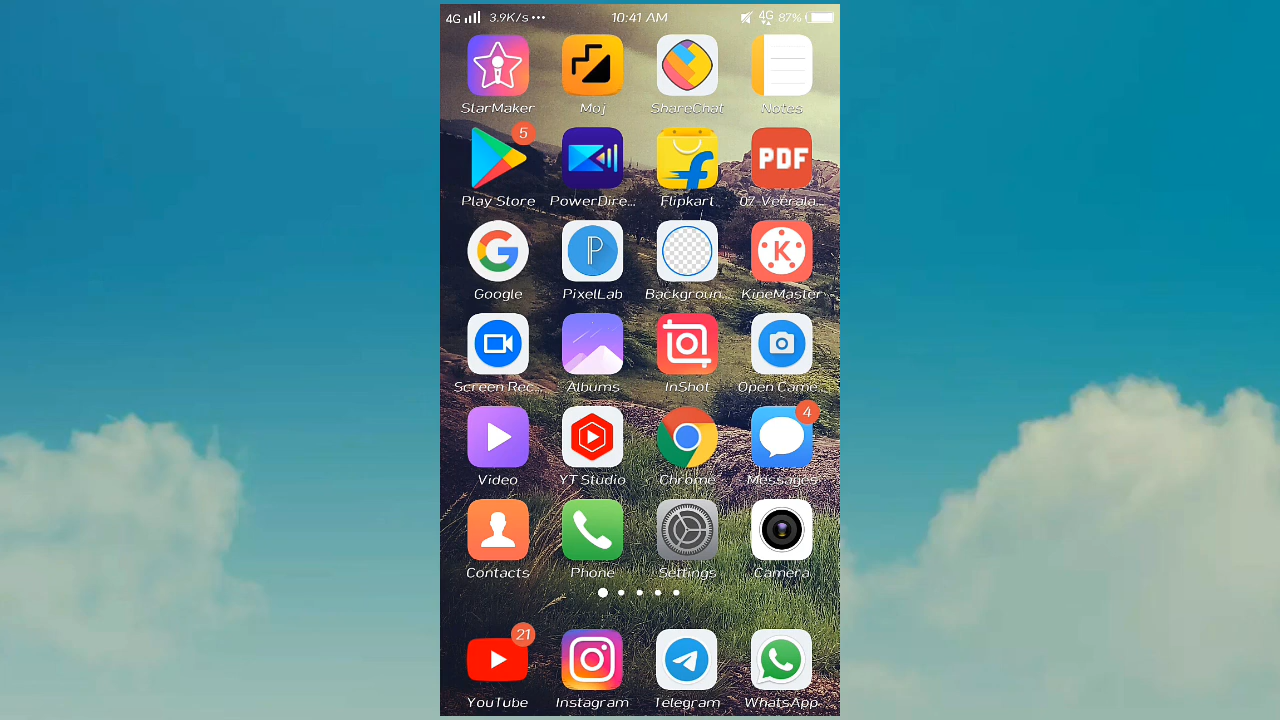 4G 3.9K/s ••• 10:41 AM 4G 87%
StarMaker Moj ShareChat Notes
5
PDF
Play Store PowerDire... Flipkart 07-Veerala...
G P K
Google PixelLab Backgroun... KineMaster
Screen Rec... Albums InShot Open Came...
4
Video YT Studio Chrome Messages
Contacts Phone Settings Camera
21
YouTube Instagram Telegram WhatsApp